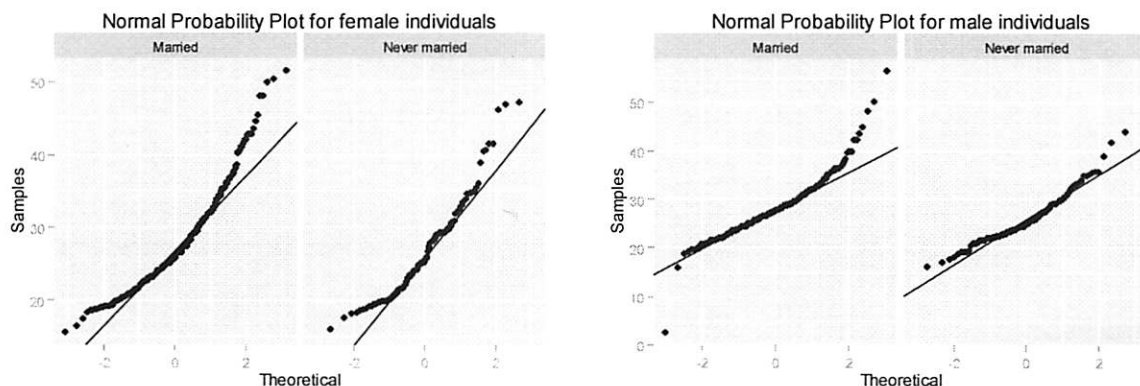 Normal Probability Plot for female individuals
Married
Never married
50
40
30
20
Samples
-2
0
2
-2
0
2
Theoretical
Normal Probability Plot for male individuals
Married
Never married
50
40
30
20
10
0
Samples
-2
0
2
-2
0
2
Theoretical